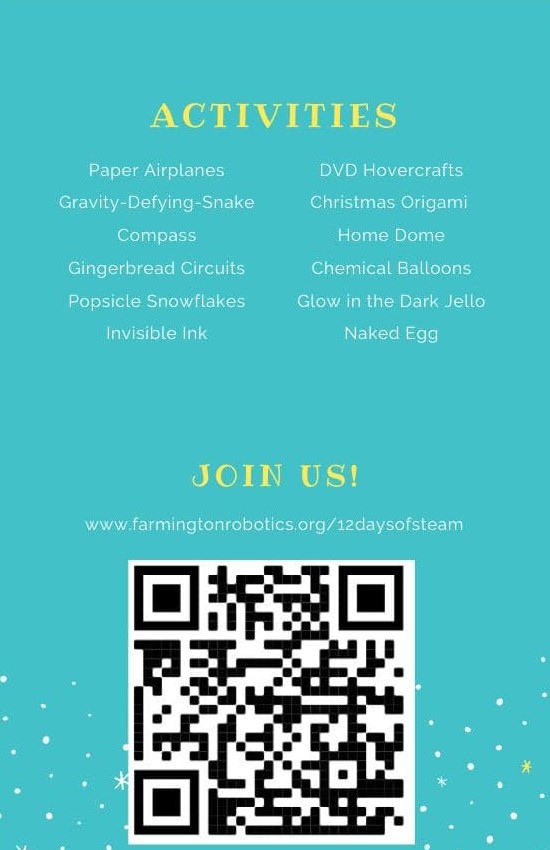 ACTIVITIES
Paper Airplanes
Gravity-Defying-Snake
Compass
Gingerbread Circuits
Popsicle Snowflakes
Invisible Ink
DVD Hovercrafts
Christmas Origami
Home Dome
Chemical Balloons
Glow in the Dark Jello
Naked Egg
JOIN US!
www.farmingtonrobotics.org/12daysofsteam